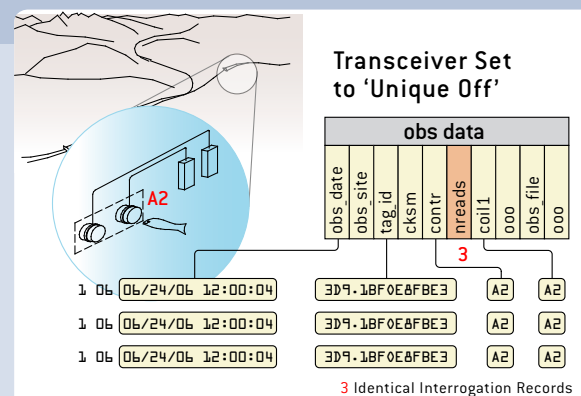 Transceiver Set
to ‘Unique Off’
obs data
obs_date
obs_site
tag_id
cksm
contr
nreads
coil1
ooo
obs_file
ooo
A2
3
1 06 06/24/06 12:00:04 3D9.1BF0E8FBE3 A2 A2
1 06 06/24/06 12:00:04 3D9.1BF0E8FBE3 A2 A2
1 06 06/24/06 12:00:04 3D9.1BF0E8FBE3 A2 A2
3 Identical Interrogation Records